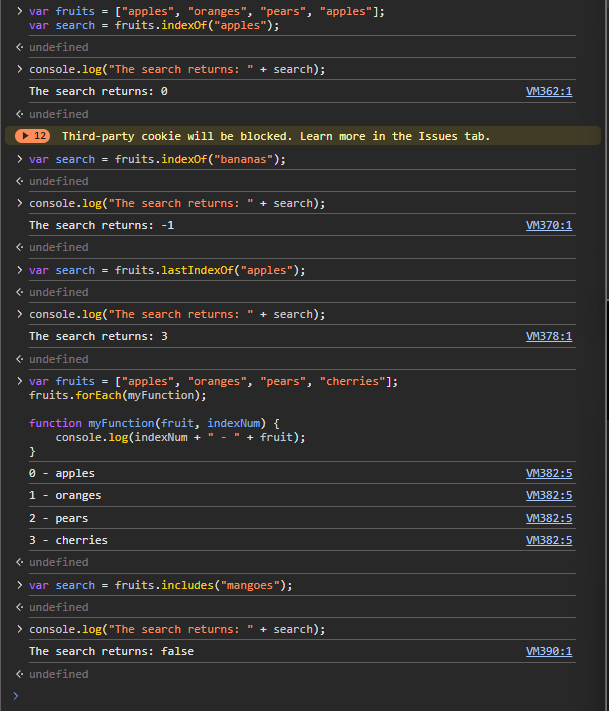 > var fruits = ["apples", "oranges", "pears", "apples"];
var search = fruits.indexOf("apples");
undefined
> console.log("The search returns: " + search);
The search returns: 0 VM362:1
undefined
12 Third-party cookie will be blocked. Learn more in the Issues tab.
> var search = fruits.indexOf("bananas");
undefined
> console.log("The search returns: " + search);
The search returns: -1 VM370:1
undefined
> var search = fruits.lastIndexOf("apples");
undefined
> console.log("The search returns: " + search);
The search returns: 3 VM378:1
undefined
> var fruits = ["apples", "oranges", "pears", "cherries"];
fruits.forEach(myFunction);
function myFunction(fruit, indexNum) {
    console.log(indexNum + " - " + fruit);
}
0 - apples VM382:5
1 - oranges VM382:5
2 - pears VM382:5
3 - cherries VM382:5
undefined
> var search = fruits.includes("mangoes");
undefined
> console.log("The search returns: " + search);
The search returns: false VM390:1
undefined
>